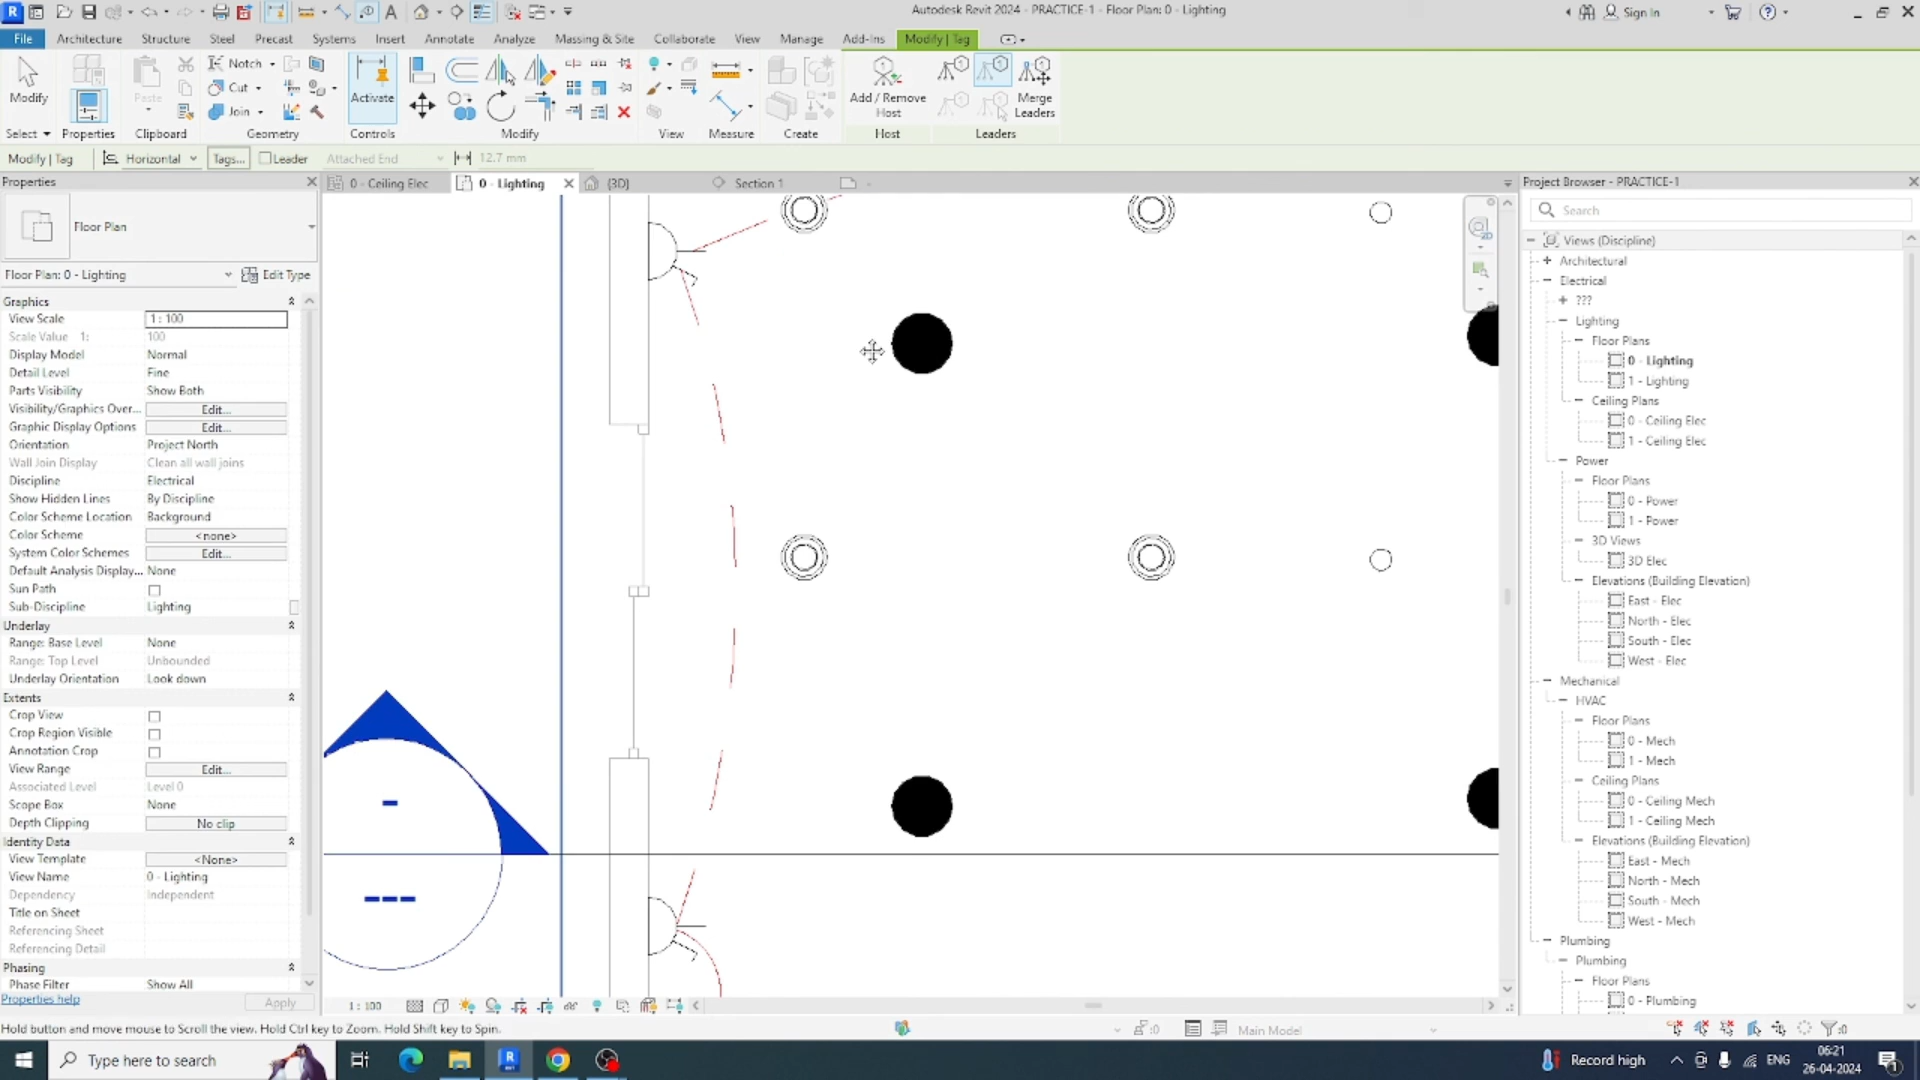 Autodesk Revit 2024 - PRACTICE-1 - Floor Plan: 0 - Lighting
Sign In
File Architecture Structure Steel Precast Systems Insert Annotate Analyze Massing & Site Collaborate View Manage Add-Ins Modify | Tag
Modify
Paste
Notch
Cut
Join
Activate
Add / Remove
Host
Merge
Leaders
Select Properties Clipboard Geometry Controls Modify View Measure Create Host Leaders
Modify | Tag Horizontal Tags... Leader Attached End 12.7 mm
Properties
0 - Ceiling Elec 0 - Lighting {3D} Section 1
Project Browser - PRACTICE-1
Search
Floor Plan
Floor Plan: 0 - Lighting Edit Type
Graphics
View Scale 1 : 100
Scale Value 1: 100
Display Model Normal
Detail Level Fine
Parts Visibility Show Both
Visibility/Graphics Over... Edit...
Graphic Display Options Edit...
Orientation Project North
Wall Join Display Clean all wall joins
Discipline Electrical
Show Hidden Lines By Discipline
Color Scheme Location Background
Color Scheme <none>
System Color Schemes Edit...
Default Analysis Display... None
Sun Path
Sub-Discipline Lighting
Underlay
Range: Base Level None
Range: Top Level Unbounded
Underlay Orientation Look down
Extents
Crop View
Crop Region Visible
Annotation Crop
View Range Edit...
Associated Level Level 0
Scope Box None
Depth Clipping No clip
Identity Data
View Template <None>
View Name 0 - Lighting
Dependency Independent
Title on Sheet
Referencing Sheet
Referencing Detail
Phasing
Phase Filter Show All
Properties help Apply
Views (Discipline)
Architectural
Electrical
???
Lighting
Floor Plans
0 - Lighting
1 - Lighting
Ceiling Plans
0 - Ceiling Elec
1 - Ceiling Elec
Power
Floor Plans
0 - Power
1 - Power
3D Views
3D Elec
Elevations (Building Elevation)
East - Elec
North - Elec
South - Elec
West - Elec
Mechanical
HVAC
Floor Plans
0 - Mech
1 - Mech
Ceiling Plans
0 - Ceiling Mech
1 - Ceiling Mech
Elevations (Building Elevation)
East - Mech
North - Mech
South - Mech
West - Mech
Plumbing
Plumbing
Floor Plans
0 - Plumbing
1 : 100
Hold button and move mouse to Scroll the view. Hold Ctrl key to Zoom. Hold Shift key to Spin.
:0 Main Model :0
Type here to search
Record high
ENG
06:21
26-04-2024
1